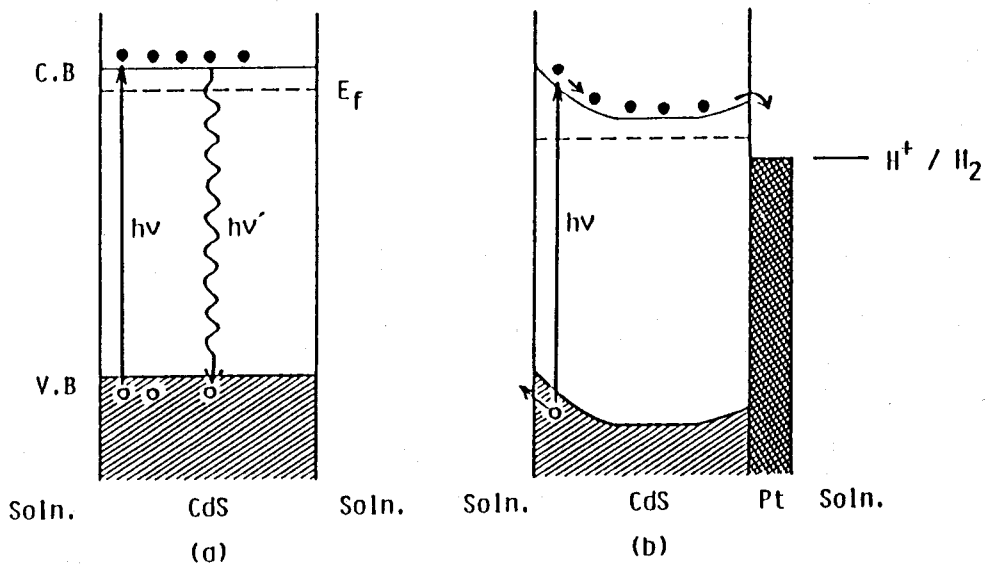 C.B
E_f
hν
hν′
V.B
Soln. CdS Soln.
(a)
hν
H⁺ / H₂
Soln. CdS Pt Soln.
(b)